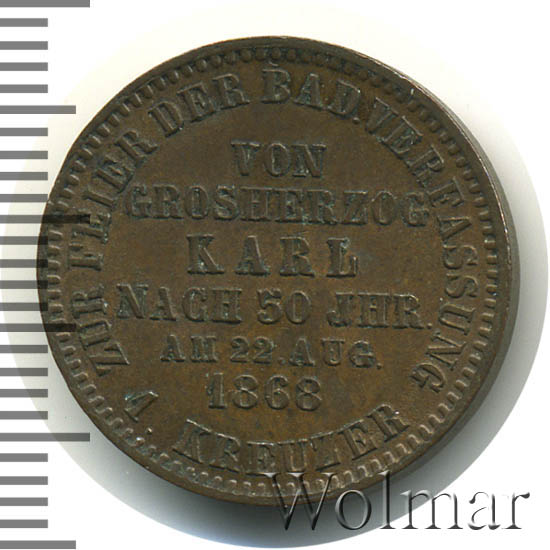 ZUR FEIER DER BAD.VERFASSUNG
VON
GROSHERZOG
KARL
NACH 50 JHR.
AM 22.AUG.
1868
1. KREUZER
Wolmar